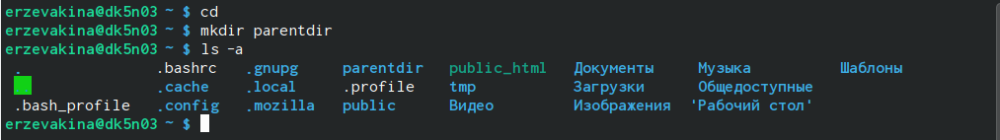 erzevakina@dk5n03 ~ $ cd
erzevakina@dk5n03 ~ $ mkdir parentdir
erzevakina@dk5n03 ~ $ ls -a
. .bashrc .gnupg parentdir public_html Документы Музыка Шаблоны
.cache .local .profile tmp Загрузки Общедоступные
.bash_profile .config .mozilla public Видео Изображения 'Рабочий стол'
erzevakina@dk5n03 ~ $